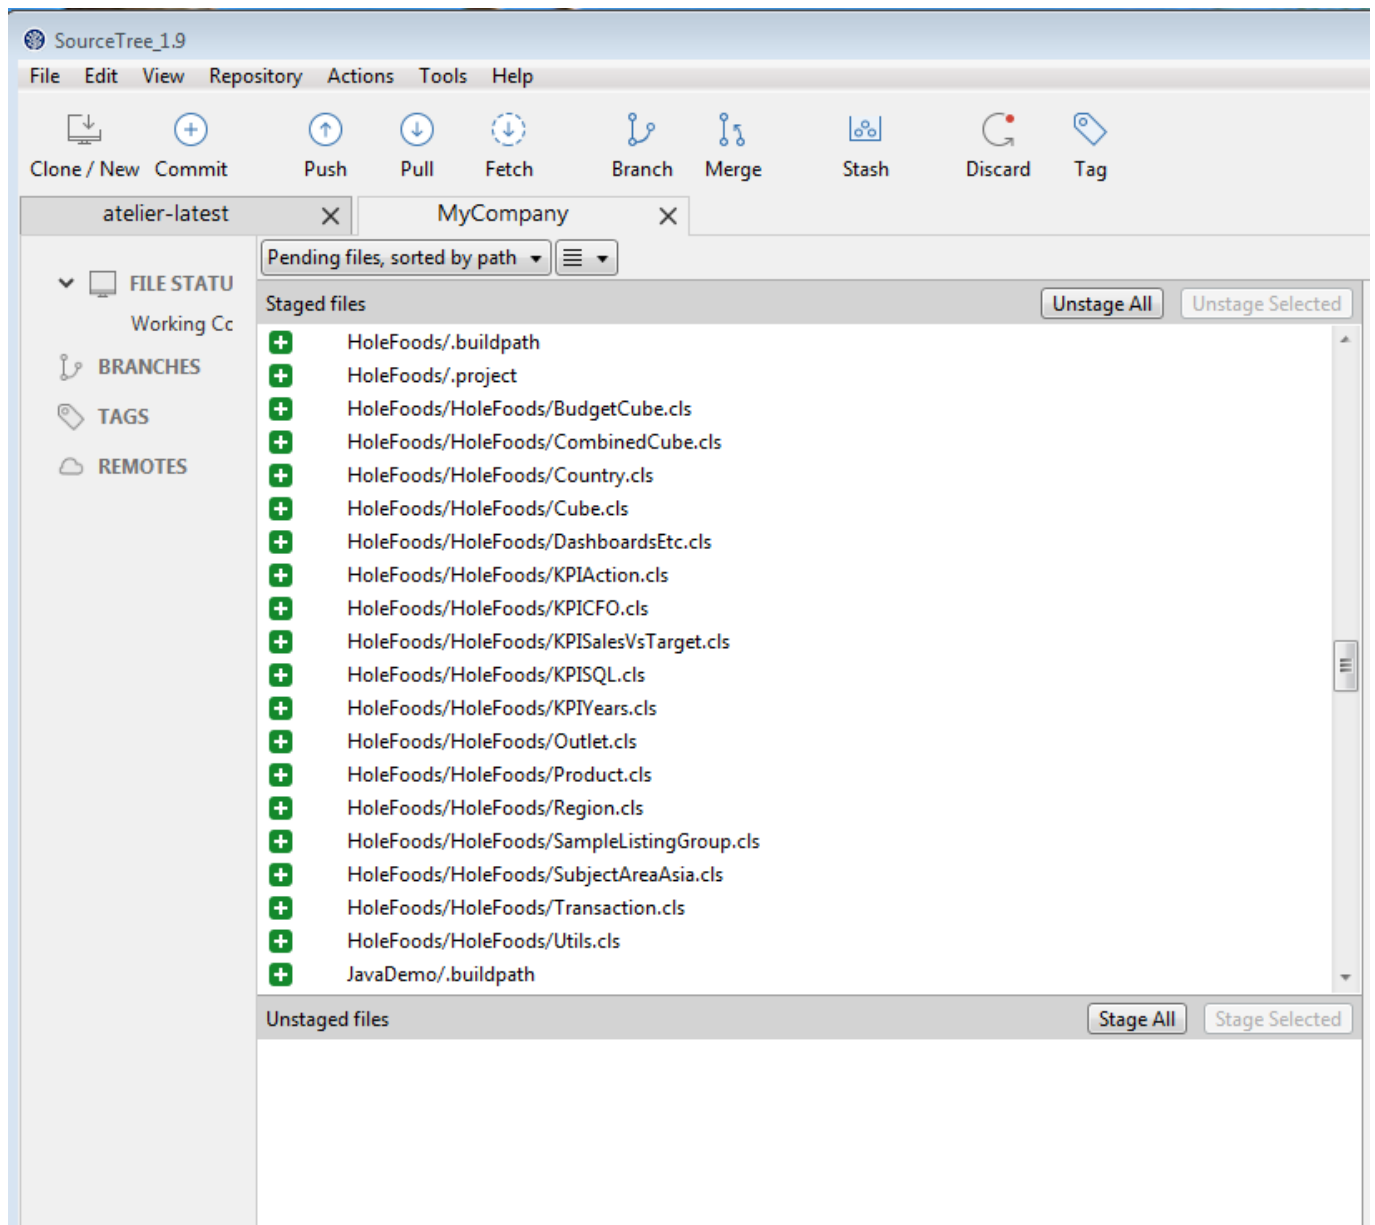 SourceTree_1.9
File Edit View Repository Actions Tools Help
Clone / New Commit Push Pull Fetch Branch Merge Stash Discard Tag
atelier-latest MyCompany
Pending files, sorted by path
FILE STATU
Staged files Unstage All Unstage Selected
Working Cc
HoleFoods/.buildpath
BRANCHES
HoleFoods/.project
HoleFoods/HoleFoods/BudgetCube.cls
TAGS
HoleFoods/HoleFoods/CombinedCube.cls
REMOTES
HoleFoods/HoleFoods/Country.cls
HoleFoods/HoleFoods/Cube.cls
HoleFoods/HoleFoods/DashboardsEtc.cls
HoleFoods/HoleFoods/KPIAction.cls
HoleFoods/HoleFoods/KPICFO.cls
HoleFoods/HoleFoods/KPISalesVsTarget.cls
HoleFoods/HoleFoods/KPISQL.cls
HoleFoods/HoleFoods/KPIYears.cls
HoleFoods/HoleFoods/Outlet.cls
HoleFoods/HoleFoods/Product.cls
HoleFoods/HoleFoods/Region.cls
HoleFoods/HoleFoods/SampleListingGroup.cls
HoleFoods/HoleFoods/SubjectAreaAsia.cls
HoleFoods/HoleFoods/Transaction.cls
HoleFoods/HoleFoods/Utils.cls
JavaDemo/.buildpath
Unstaged files Stage All Stage Selected